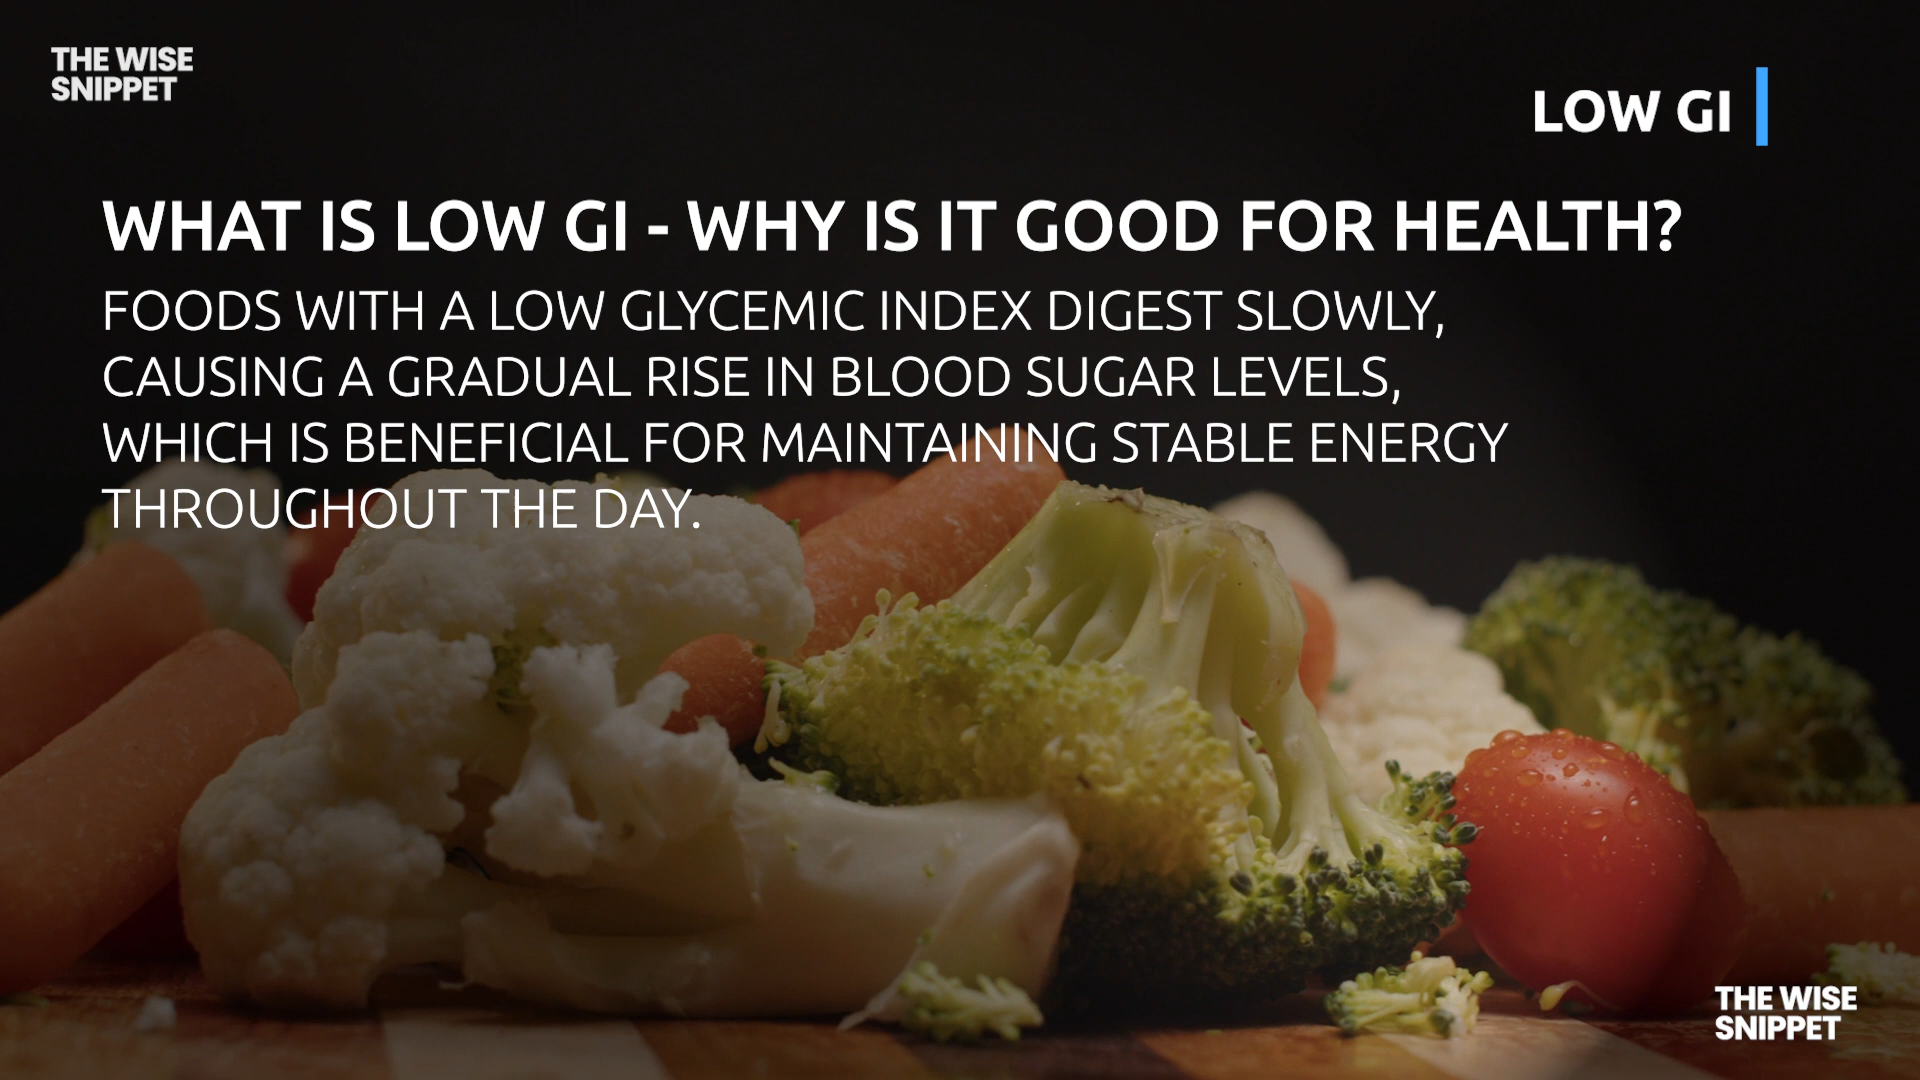 THE WISE
SNIPPET
LOW GI
WHAT IS LOW GI - WHY IS IT GOOD FOR HEALTH?
FOODS WITH A LOW GLYCEMIC INDEX DIGEST SLOWLY,
CAUSING A GRADUAL RISE IN BLOOD SUGAR LEVELS,
WHICH IS BENEFICIAL FOR MAINTAINING STABLE ENERGY
THROUGHOUT THE DAY.
THE WISE
SNIPPET